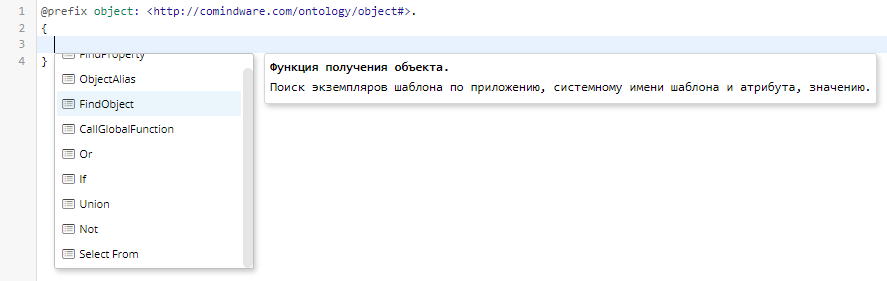 1 @prefix object: <http://comindware.com/ontology/object#>.
2 {
3
4 }
FindProperty
ObjectAlias
FindObject
CallGlobalFunction
Or
If
Union
Not
Select From
Функция получения объекта.
Поиск экземпляров шаблона по приложению, системному имени шаблона и атрибута, значению.